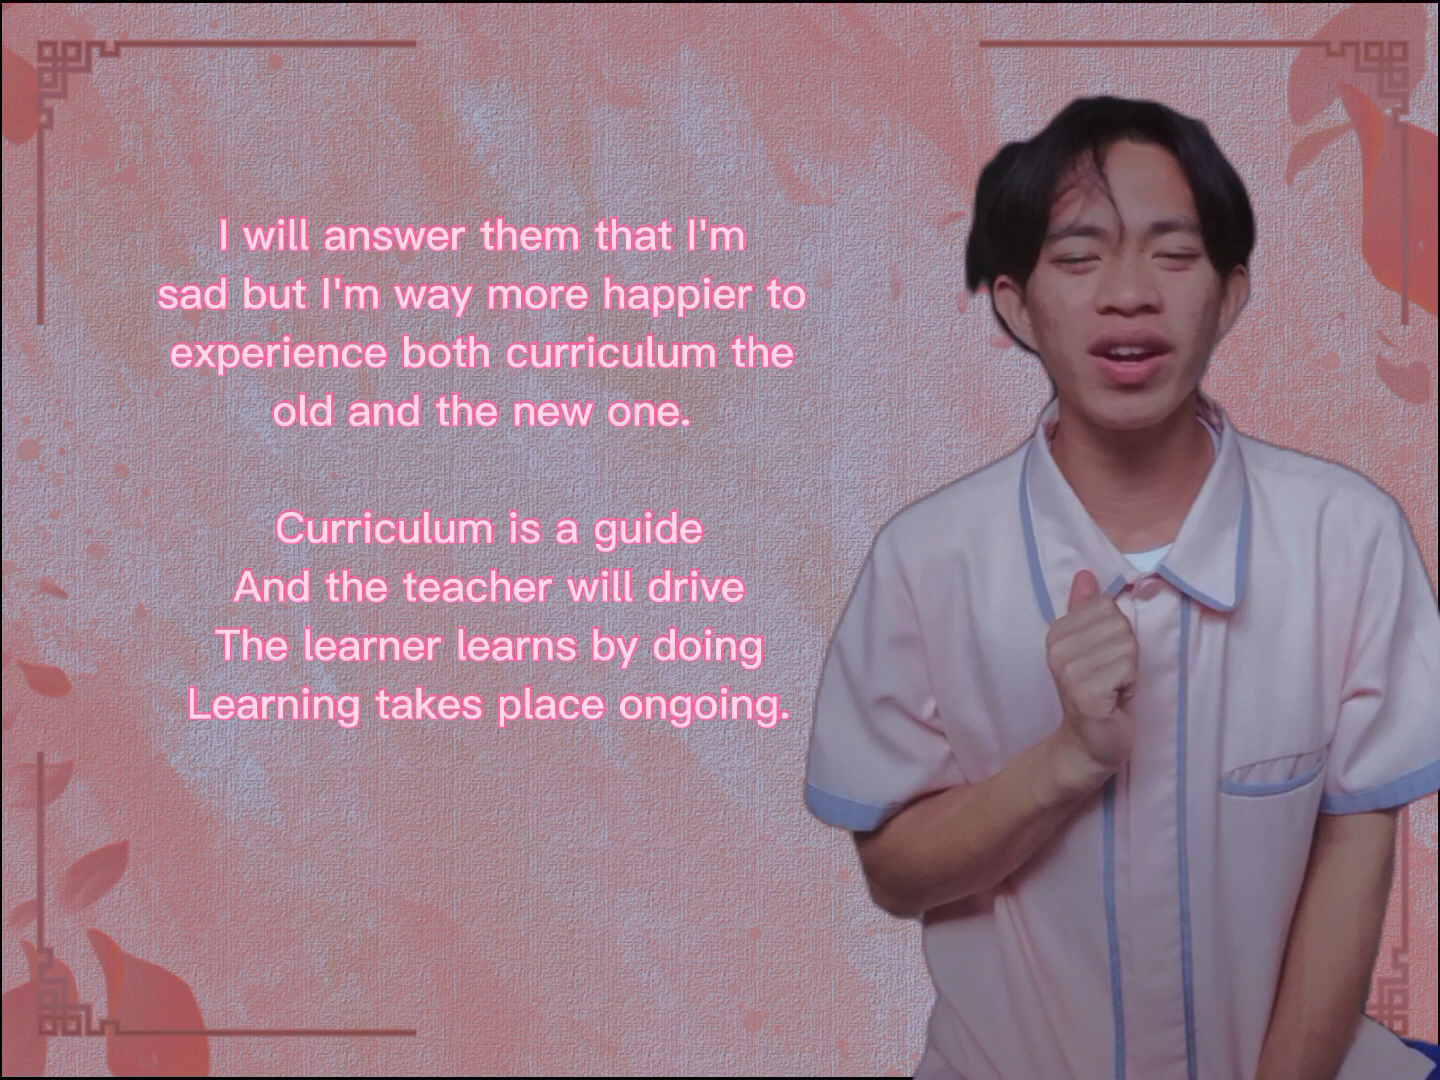 I will answer them that I'm
sad but I'm way more happier to
experience both curriculum the
old and the new one.
Curriculum is a guide
And the teacher will drive
The learner learns by doing
Learning takes place ongoing.